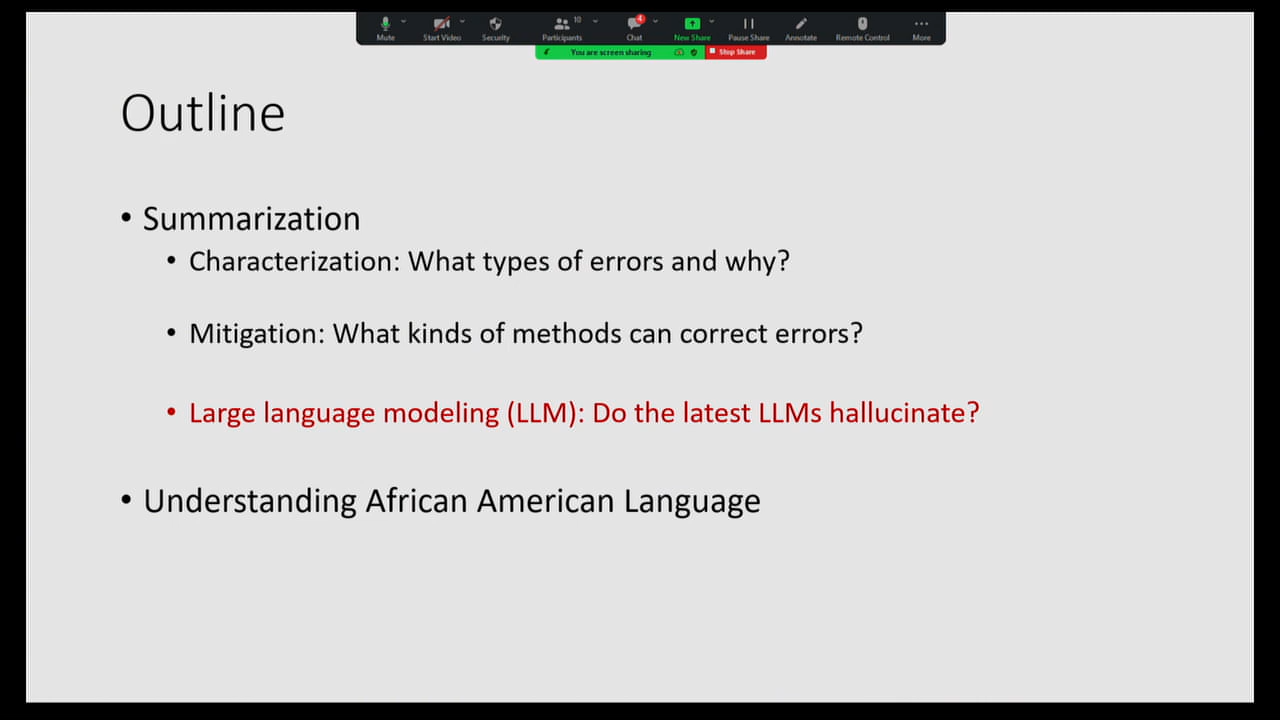 Mute
Start Video
Security
Participants
10
Chat
4
New Share
Pause Share
Annotate
Remote Control
More
You are screen sharing
Stop Share
Outline
• Summarization
• Characterization: What types of errors and why?
• Mitigation: What kinds of methods can correct errors?
• Large language modeling (LLM): Do the latest LLMs hallucinate?
• Understanding African American Language